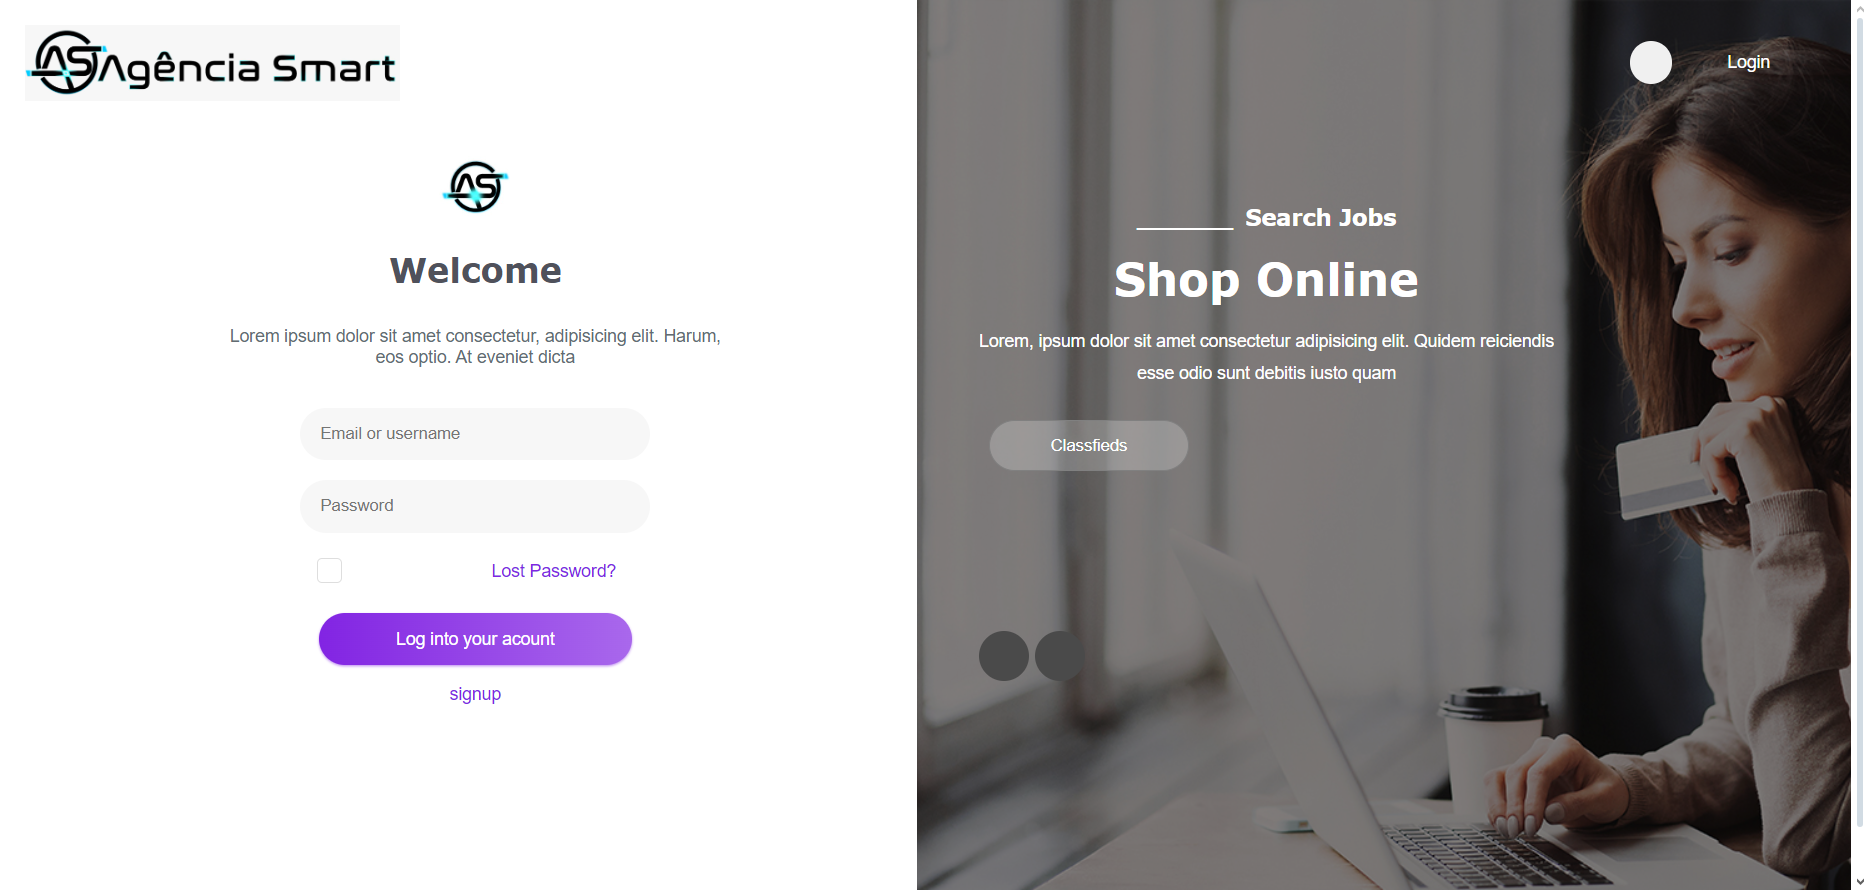 AS Agência Smart
AS
Welcome
Lorem ipsum dolor sit amet consectetur, adipisicing elit. Harum,
eos optio. At eveniet dicta
Email or username
Password
Lost Password?
Log into your acount
signup
Login
Search Jobs
Shop Online
Lorem, ipsum dolor sit amet consectetur adipisicing elit. Quidem reiciendis
esse odio sunt debitis iusto quam
Classfieds